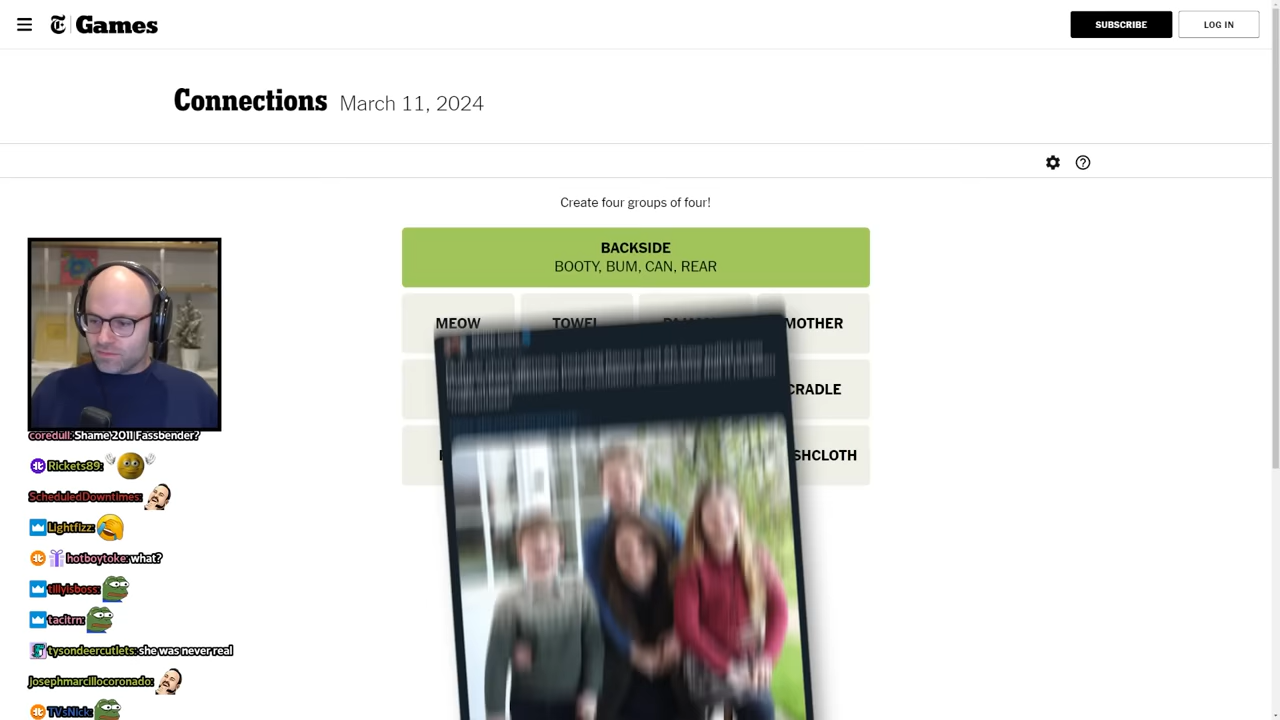 Games
SUBSCRIBE
LOG IN
Connections March 11, 2024
Create four groups of four!
BACKSIDE
BOOTY, BUM, CAN, REAR
MEOW
TOWEL
MOTHER
CRADLE
SHCLOTH
coredull: Shame 2011 Fassbender?
Rickets89:
ScheduledDowntimes:
Lightfizz:
hotboytoke: what?
tillyisboss:
tacitrn:
tysondeercutlets: she was never real
josephmarcillocoronado:
TVsNick: